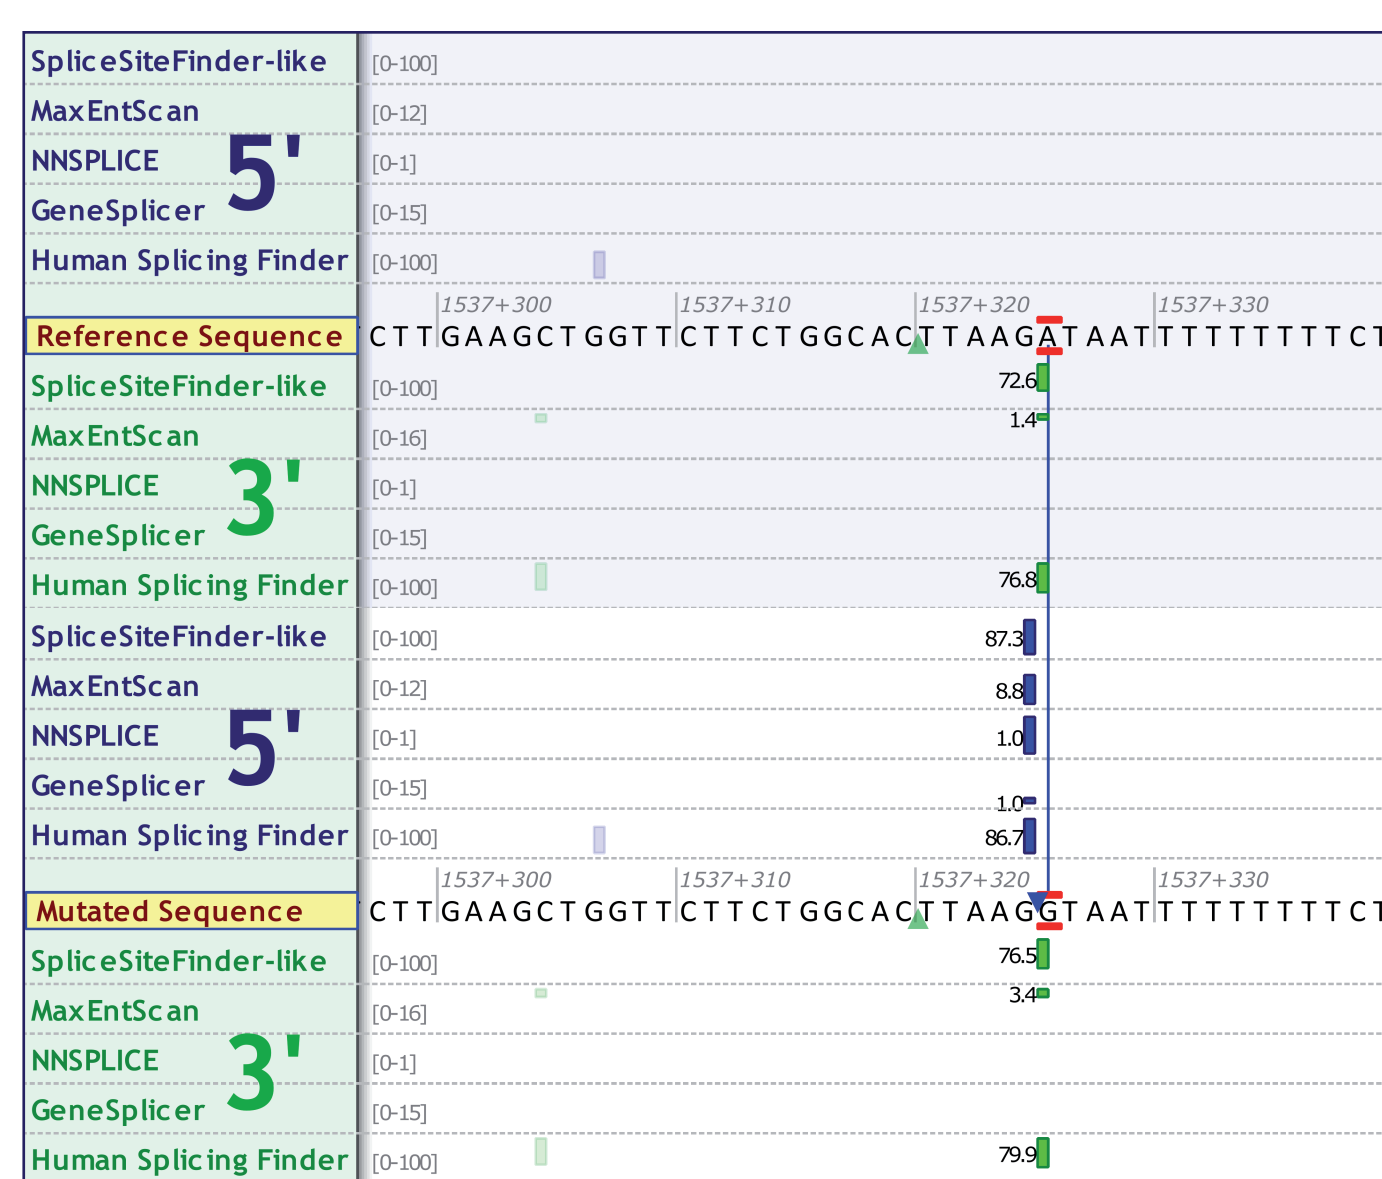 SpliceSiteFinder-like [0-100]
MaxEntScan [0-12]
NNSPLICE [0-1]
5'
GeneSplicer [0-15]
Human Splicing Finder [0-100]
1537+300 1537+310 1537+320 1537+330
Reference Sequence CTTGAAGCTGGTTCTTCTGGCACTTAAGATAATTTTTTTTTCT
SpliceSiteFinder-like [0-100] 72.6
MaxEntScan [0-16] 1.4
NNSPLICE [0-1]
3'
GeneSplicer [0-15]
Human Splicing Finder [0-100] 76.8
SpliceSiteFinder-like [0-100] 87.3
MaxEntScan [0-12] 8.8
NNSPLICE [0-1] 1.0
5'
GeneSplicer [0-15] 1.0
Human Splicing Finder [0-100] 86.7
1537+300 1537+310 1537+320 1537+330
Mutated Sequence CTTGAAGCTGGTTCTTCTGGCACTTAAGGTAATTTTTTTTTCT
SpliceSiteFinder-like [0-100] 76.5
MaxEntScan [0-16] 3.4
NNSPLICE [0-1]
3'
GeneSplicer [0-15]
Human Splicing Finder [0-100] 79.9